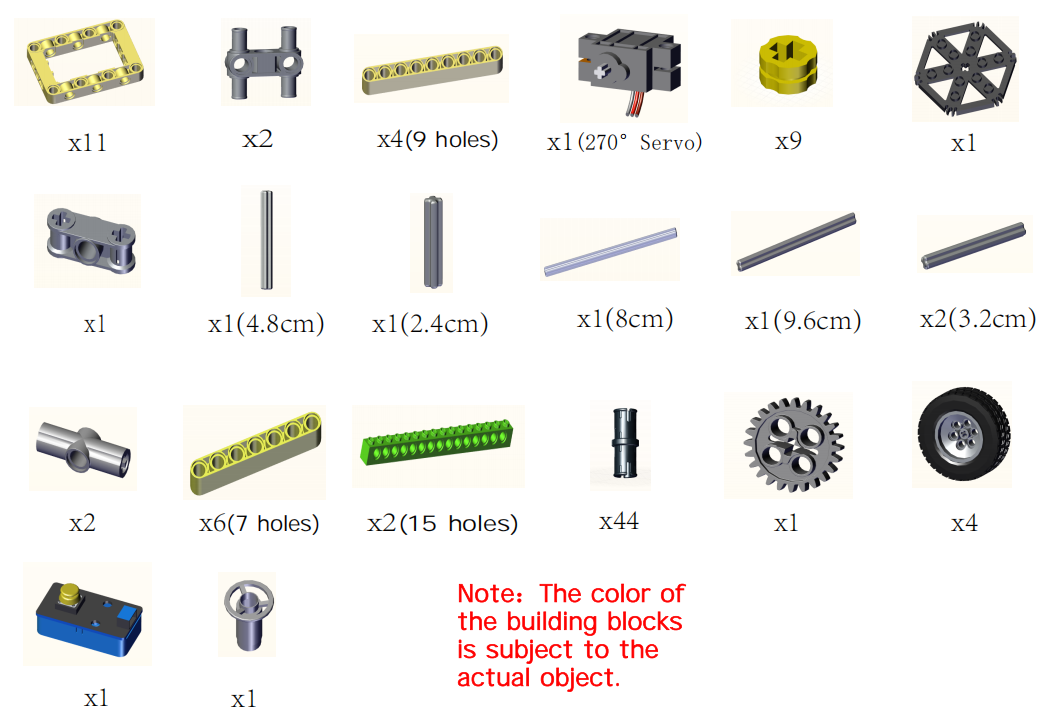 x11
x2
x4(9 holes)
x1(270° Servo)
x9
x1
x1
x1(4.8cm)
x1(2.4cm)
x1(8cm)
x1(9.6cm)
x2(3.2cm)
x2
x6(7 holes)
x2(15 holes)
x44
x1
x4
x1
x1
Note: The color of
the building blocks
is subject to the
actual object.